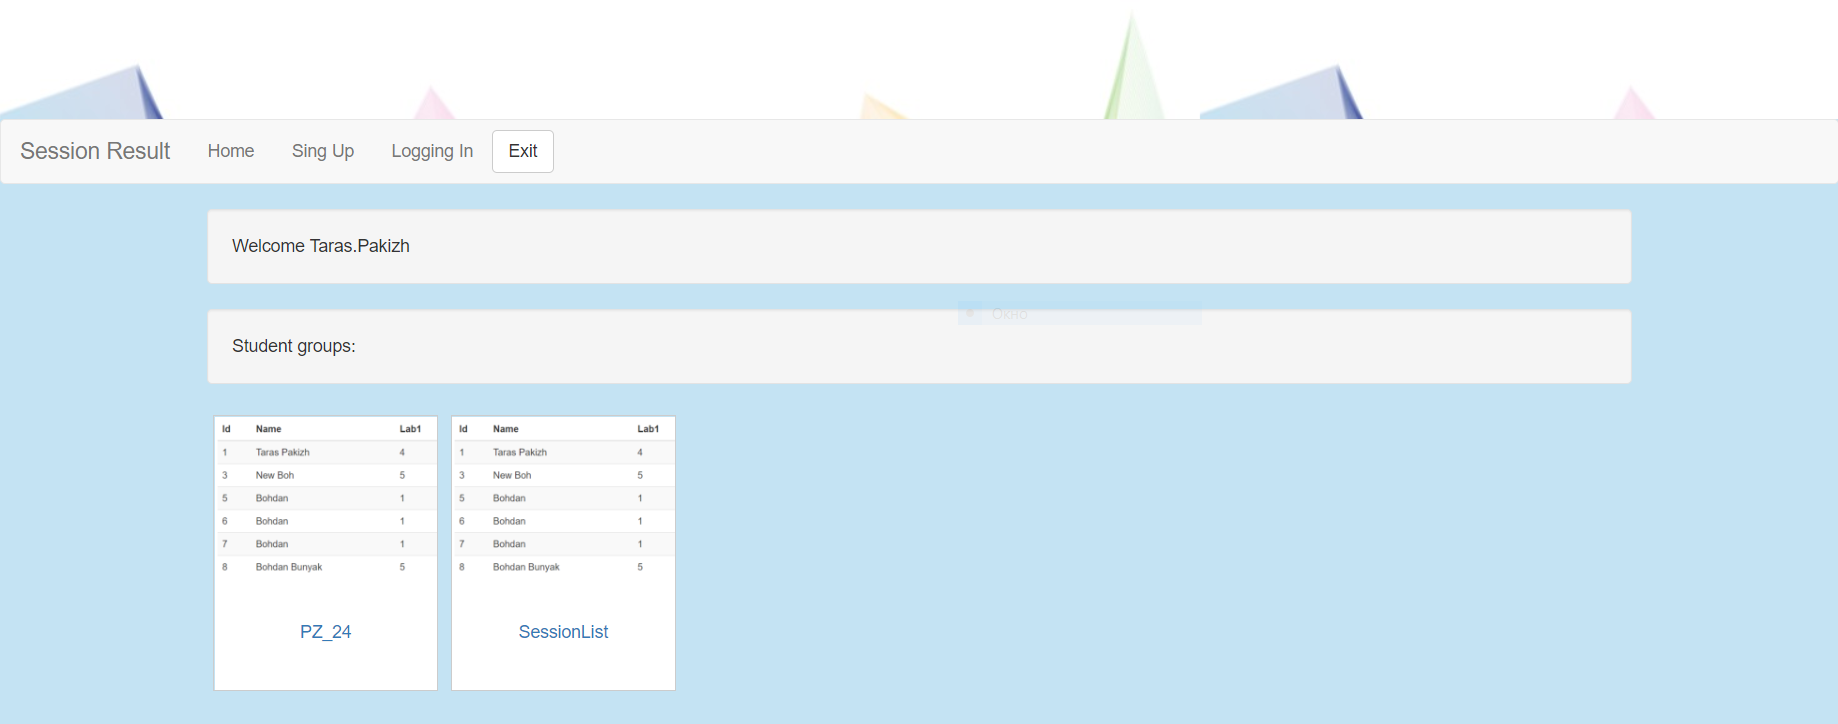 Session Result Home Sing Up Logging In Exit
Welcome Taras.Pakizh
Окно
Student groups:
Id Name Lab1
1 Taras Pakizh 4
3 New Boh 5
5 Bohdan 1
6 Bohdan 1
7 Bohdan 1
8 Bohdan Bunyak 5
PZ_24
Id Name Lab1
1 Taras Pakizh 4
3 New Boh 5
5 Bohdan 1
6 Bohdan 1
7 Bohdan 1
8 Bohdan Bunyak 5
SessionList